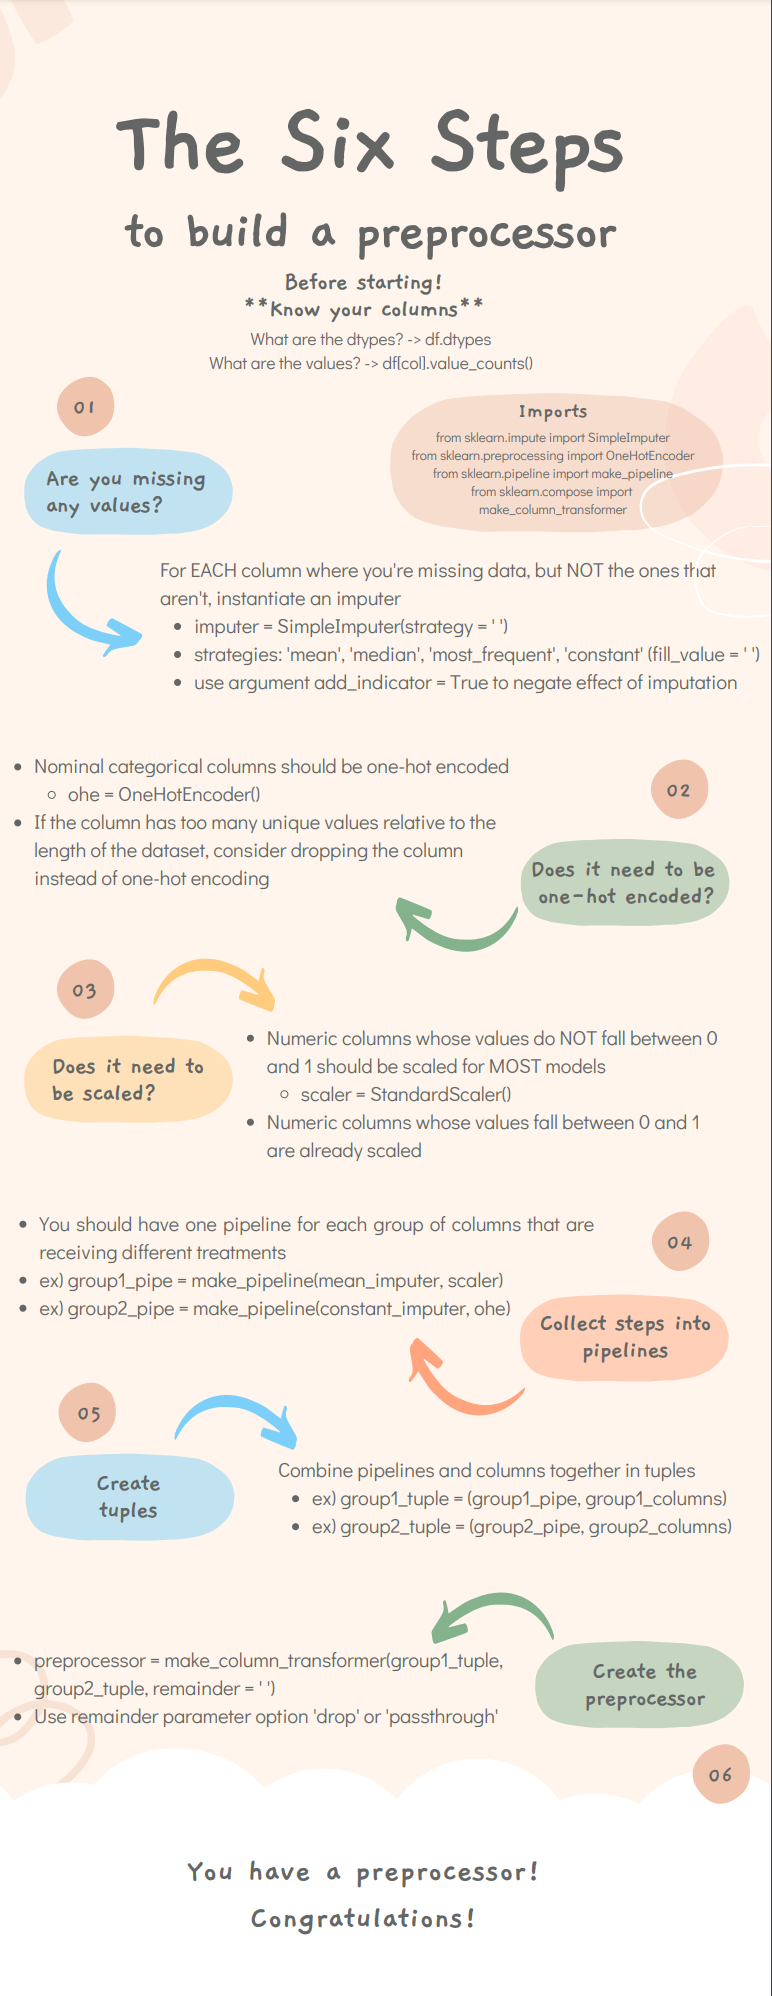 The Six Steps
to build a preprocessor
Before starting!
**Know your columns**
What are the dtypes? -> df.dtypes
What are the values? -> df[col].value_counts()
01
Are you missing
any values?
Imports
from sklearn.impute import SimpleImputer
from sklearn.preprocessing import OneHotEncoder
from sklearn.pipeline import make_pipeline
from sklearn.compose import
make_column_transformer
For EACH column where you're missing data, but NOT the ones that
aren't, instantiate an imputer
• imputer = SimpleImputer(strategy = ' ')
• strategies: 'mean', 'median', 'most_frequent', 'constant' (fill_value = ' ')
• use argument add_indicator = True to negate effect of imputation
• Nominal categorical columns should be one-hot encoded
○ ohe = OneHotEncoder()
• If the column has too many unique values relative to the
length of the dataset, consider dropping the column
instead of one-hot encoding
02
Does it need to be
one-hot encoded?
03
Does it need to
be scaled?
• Numeric columns whose values do NOT fall between 0
and 1 should be scaled for MOST models
○ scaler = StandardScaler()
• Numeric columns whose values fall between 0 and 1
are already scaled
• You should have one pipeline for each group of columns that are
receiving different treatments
• ex) group1_pipe = make_pipeline(mean_imputer, scaler)
• ex) group2_pipe = make_pipeline(constant_imputer, ohe)
04
Collect steps into
pipelines
05
Create
tuples
Combine pipelines and columns together in tuples
• ex) group1_tuple = (group1_pipe, group1_columns)
• ex) group2_tuple = (group2_pipe, group2_columns)
• preprocessor = make_column_transformer(group1_tuple,
group2_tuple, remainder = ' ')
• Use remainder parameter option 'drop' or 'passthrough'
Create the
preprocessor
06
You have a preprocessor!
Congratulations!